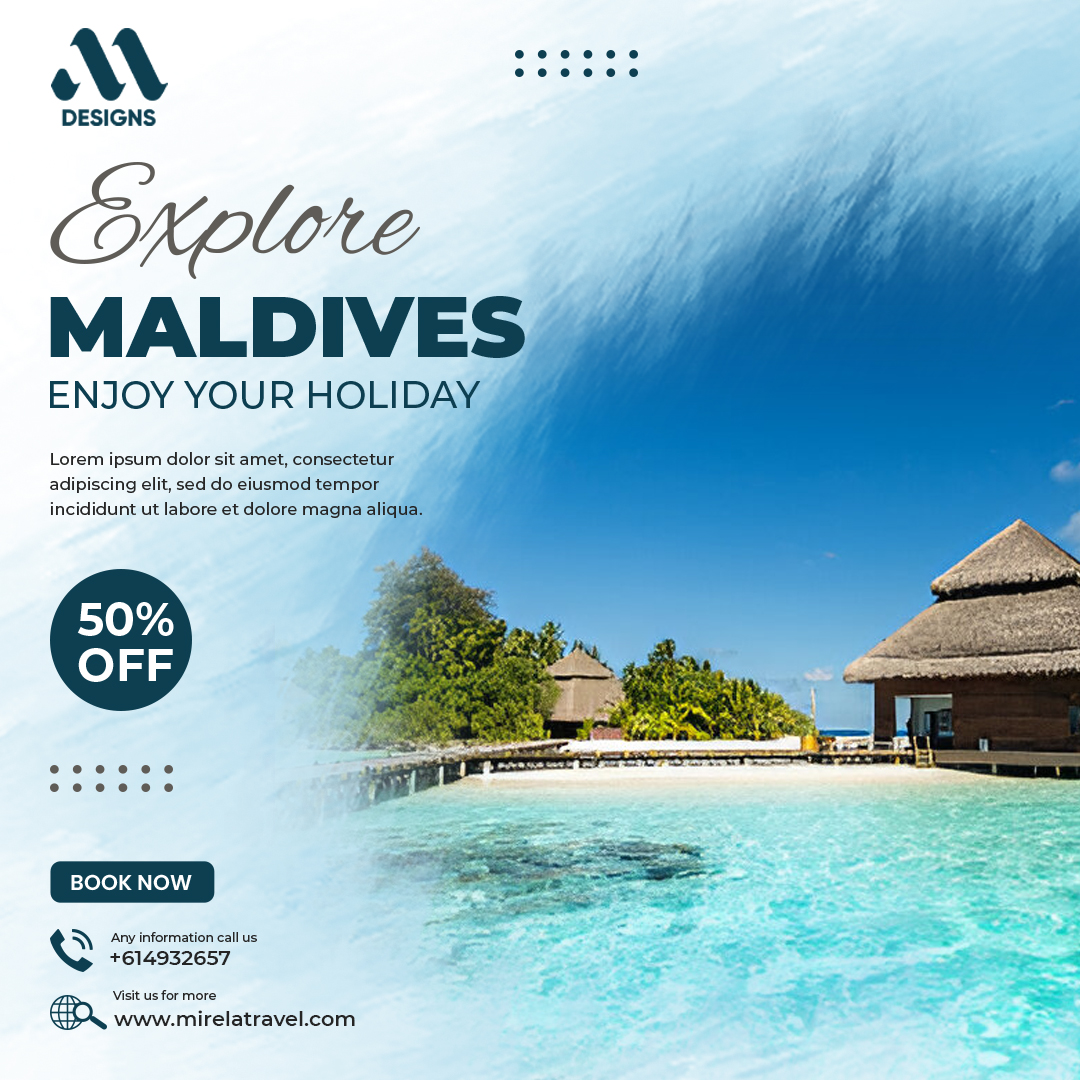 DESIGNS
Explore
MALDIVES
ENJOY YOUR HOLIDAY
Lorem ipsum dolor sit amet, consectetur
adipiscing elit, sed do eiusmod tempor
incididunt ut labore et dolore magna aliqua.
50%
OFF
BOOK NOW
Any information call us
+614932657
Visit us for more
www.mirelatravel.com